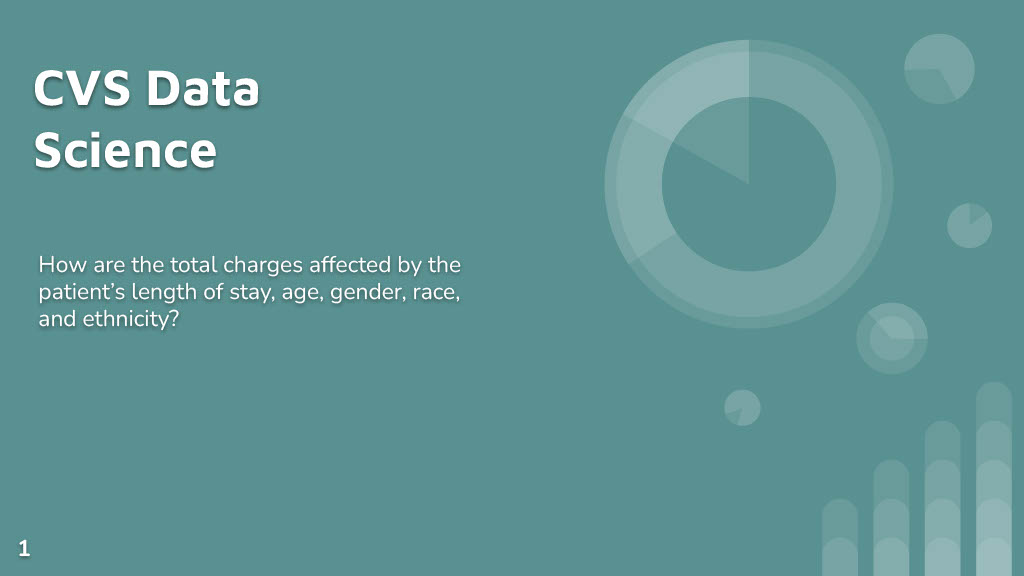 CVS Data
Science
How are the total charges affected by the
patient’s length of stay, age, gender, race,
and ethnicity?
1